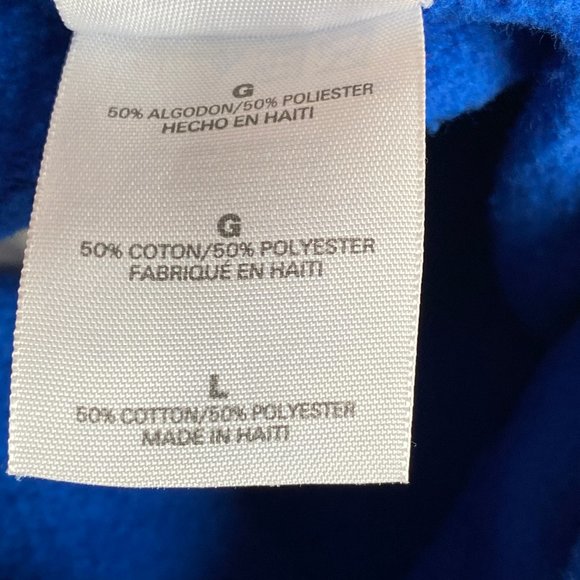 G
50% ALGODON/50% POLIESTER
HECHO EN HAITI
G
50% COTON/50% POLYESTER
FABRIQUÉ EN HAITI
L
50% COTTON/50% POLYESTER
MADE IN HAITI